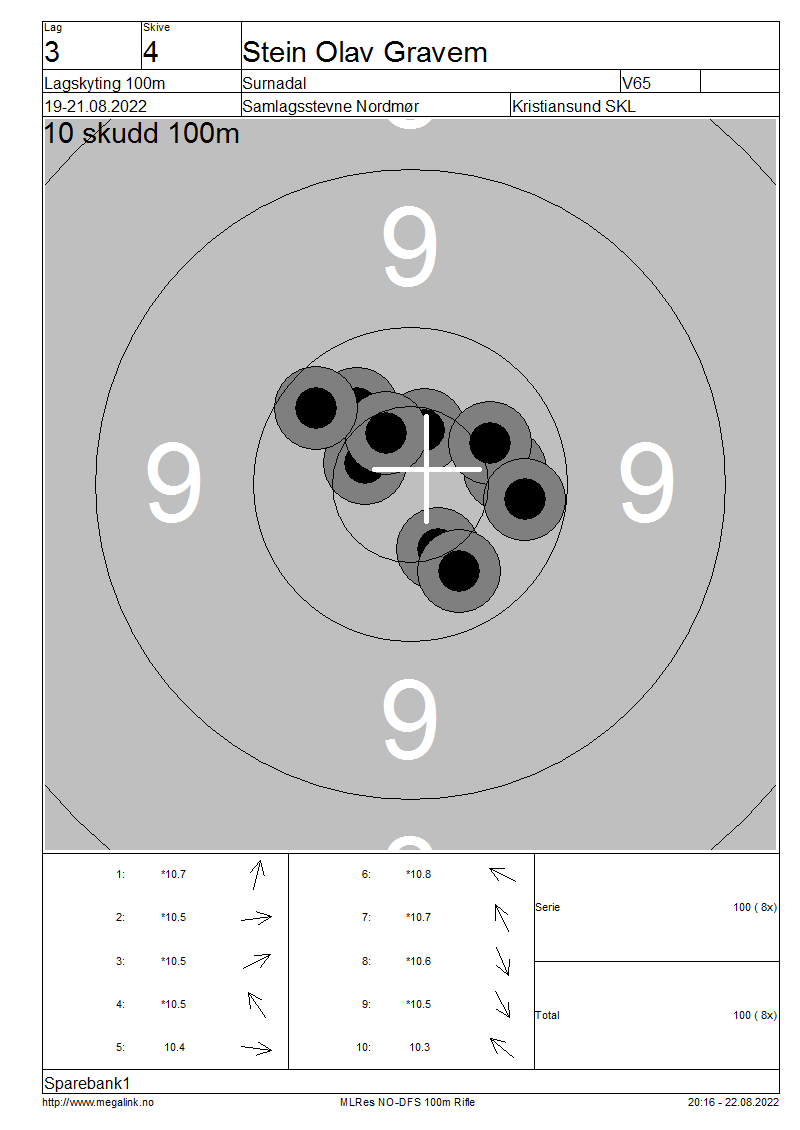 Lag Skive
3 4 Stein Olav Gravem
Lagskyting 100m Surnadal V65
19-21.08.2022 Samlagsstevne Nordmør Kristiansund SKL
10 skudd 100m
9
9 9
9
9
1: *10.7 6: *10.8
Serie 100 ( 8x)
2: *10.5 7: *10.7
3: *10.5 8: *10.6
4: *10.5 9: *10.5
Total 100 ( 8x)
5: 10.4 10: 10.3
Sparebank1
http://www.megalink.no MLRes NO-DFS 100m Rifle 20:16 - 22.08.2022